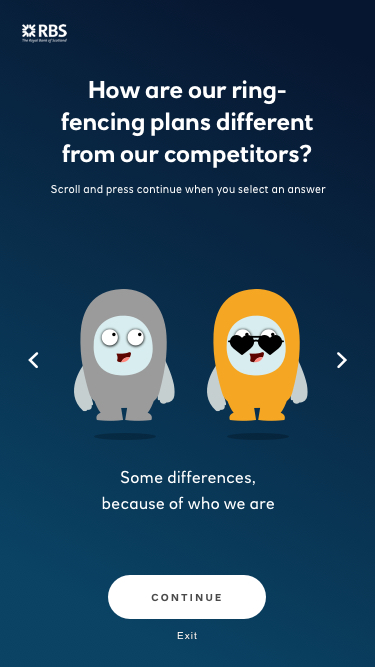 RBS
The Royal Bank of Scotland
How are our ring-
fencing plans different
from our competitors?
Scroll and press continue when you select an answer
Some differences,
because of who we are
CONTINUE
Exit